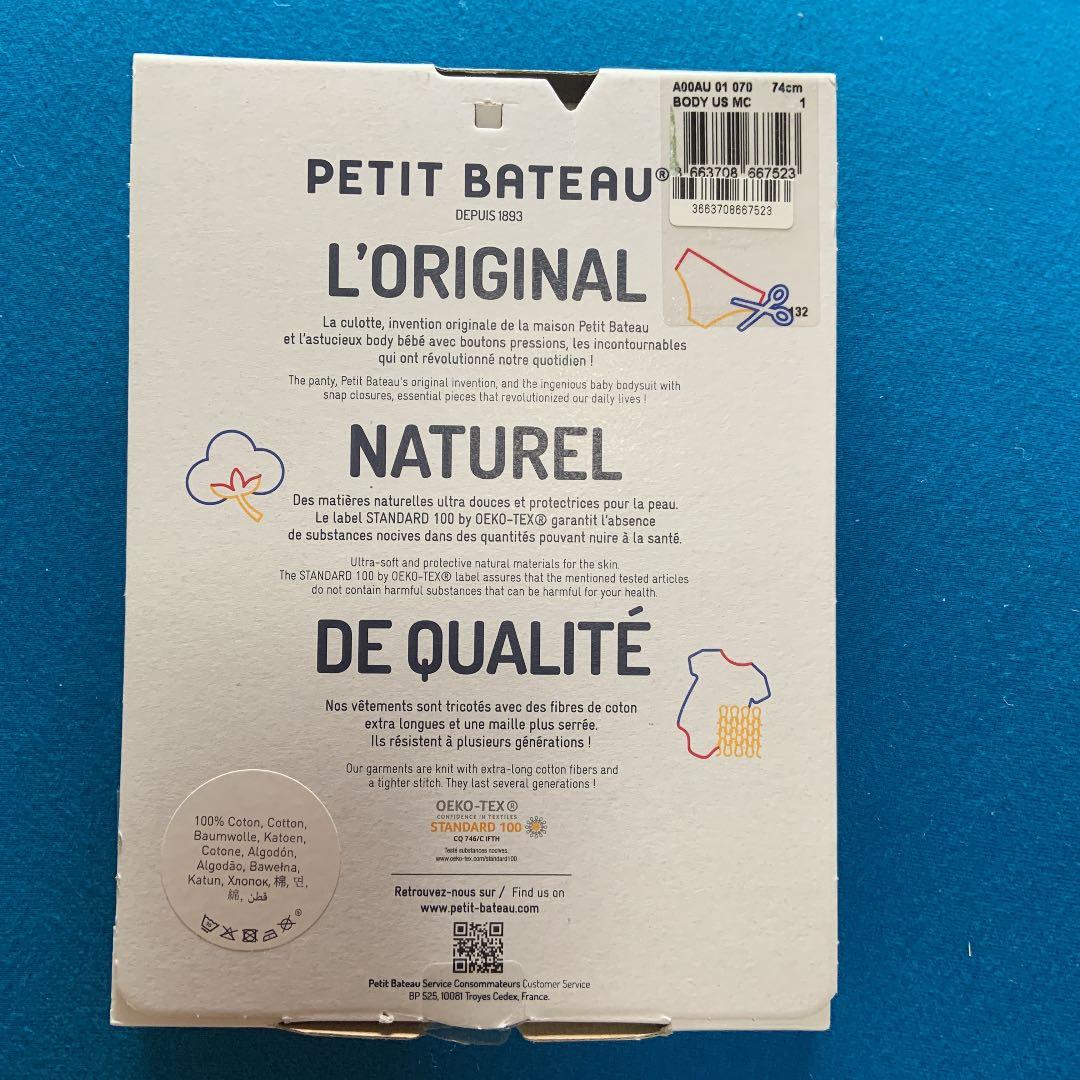 A00AU 01 070 74cm
BODY US MC 1
3 663708 667523
3663708667523
132
PETIT BATEAU®
DEPUIS 1893
L'ORIGINAL
La culotte, invention originale de la maison Petit Bateau
et l'astucieux body bébé avec boutons pressions, les incontournables
qui ont révolutionné notre quotidien !
The panty, Petit Bateau's original invention, and the ingenious baby bodysuit with
snap closures, essential pieces that revolutionized our daily lives !
NATUREL
Des matières naturelles ultra douces et protectrices pour la peau.
Le label STANDARD 100 by OEKO-TEX® garantit l'absence
de substances nocives dans des quantités pouvant nuire à la santé.
Ultra-soft and protective natural materials for the skin.
The STANDARD 100 by OEKO-TEX® label assures that the mentioned tested articles
do not contain harmful substances that can be harmful for your health.
DE QUALITÉ
Nos vêtements sont tricotés avec des fibres de coton
extra longues et une maille plus serrée.
Ils résistent à plusieurs générations !
Our garments are knit with extra-long cotton fibers and
a tighter stitch. They last several generations !
OEKO-TEX®
CONFIDENCE IN TEXTILES
STANDARD 100
CQ 746/C IFTH
Testé substances nocives.
www.oeko-tex.com/standard100
100% Coton, Cotton,
Baumwolle, Katoen,
Cotone, Algodón,
Algodão, Bawełna,
Katun, Хлопок, 棉, 면,
綿, قطن
®
Retrouvez-nous sur / Find us on
www.petit-bateau.com
Petit Bateau Service Consommateurs Customer Service
BP 525, 10081 Troyes Cedex, France.